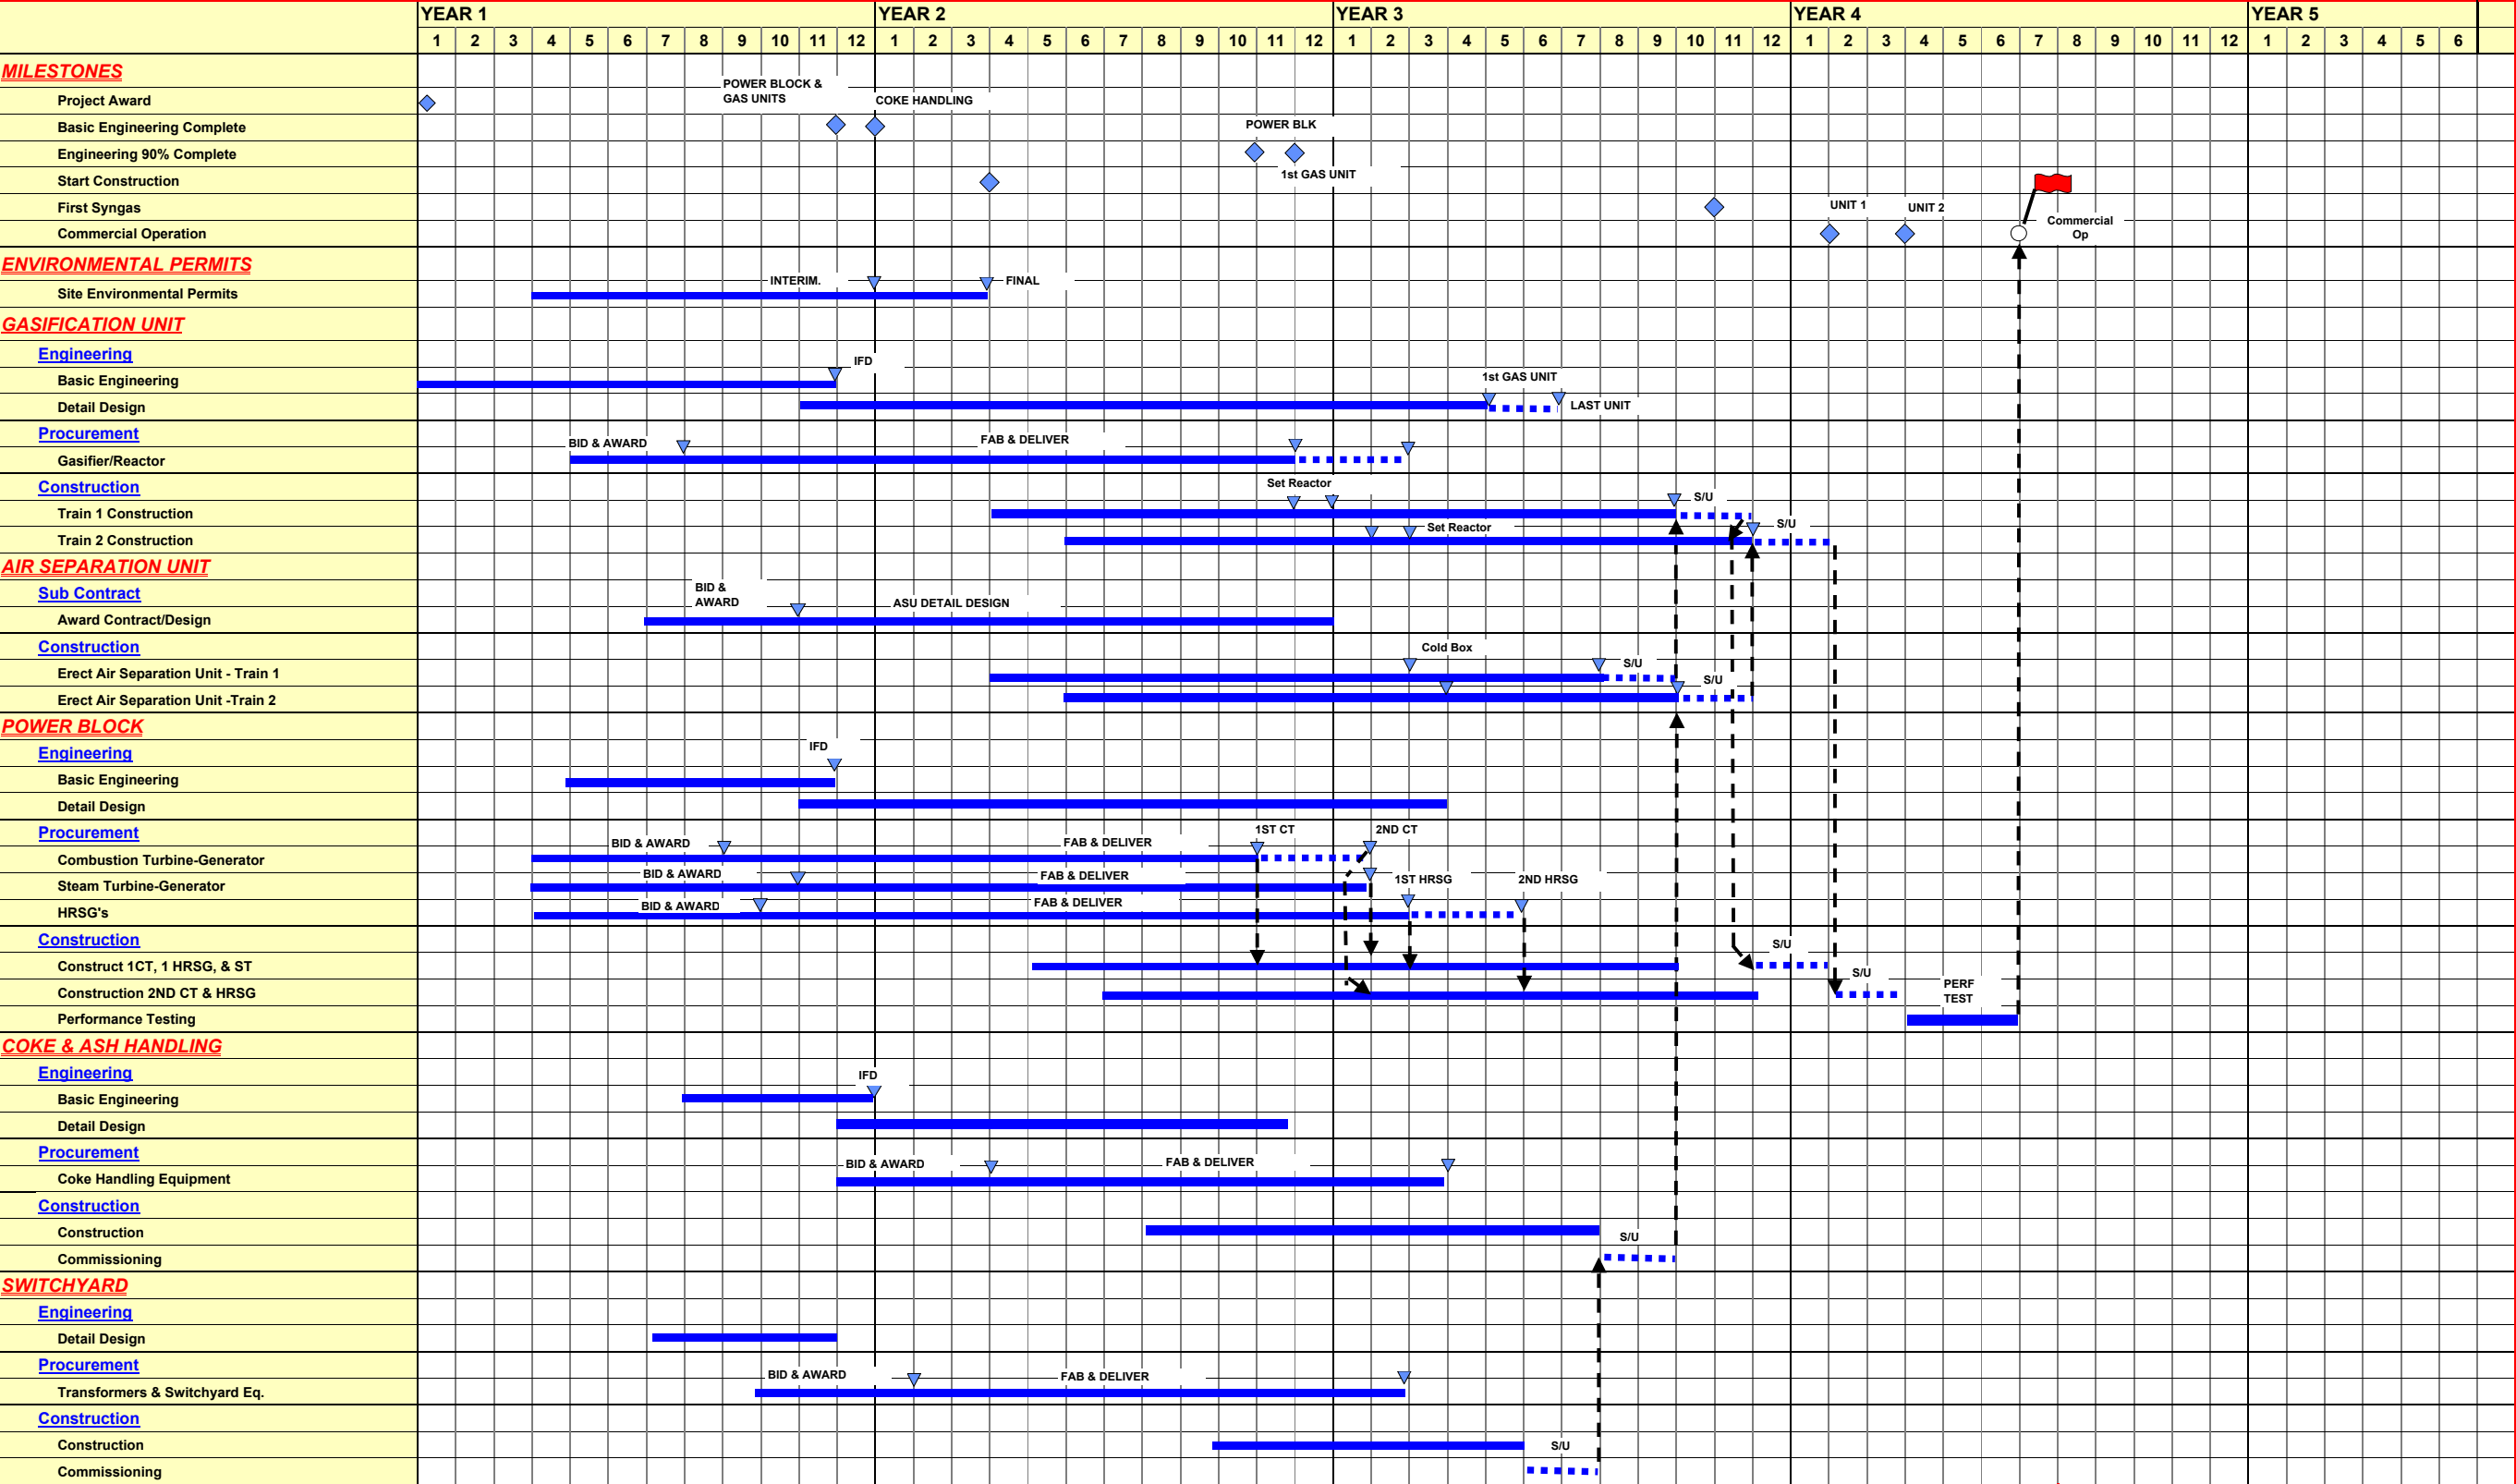 YEAR 1 YEAR 2 YEAR 3 YEAR 4 YEAR 5
1 2 3 4 5 6 7 8 9 10 11 12 1 2 3 4 5 6 7 8 9 10 11 12 1 2 3 4 5 6 7 8 9 10 11 12 1 2 3 4 5 6 7 8 9 10 11 12 1 2 3 4 5 6
MILESTONES
POWER BLOCK &
GAS UNITS
Project Award
COKE HANDLING
Basic Engineering Complete
POWER BLK
Engineering 90% Complete
1st GAS UNIT
Start Construction
First Syngas
UNIT 1 UNIT 2
Commercial
Op
Commercial Operation
ENVIRONMENTAL PERMITS
INTERIM. FINAL
Site Environmental Permits
GASIFICATION UNIT
Engineering
IFD
Basic Engineering
1st GAS UNIT
Detail Design
LAST UNIT
Procurement
BID & AWARD FAB & DELIVER
Gasifier/Reactor
Construction
Set Reactor
S/U
Train 1 Construction
Set Reactor S/U
Train 2 Construction
AIR SEPARATION UNIT
Sub Contract
BID &
AWARD
ASU DETAIL DESIGN
Award Contract/Design
Construction
Cold Box
S/U
Erect Air Separation Unit - Train 1
S/U
Erect Air Separation Unit -Train 2
POWER BLOCK
Engineering
IFD
Basic Engineering
Detail Design
Procurement
1ST CT 2ND CT
BID & AWARD FAB & DELIVER
Combustion Turbine-Generator
BID & AWARD FAB & DELIVER
Steam Turbine-Generator
1ST HRSG 2ND HRSG
BID & AWARD FAB & DELIVER
HRSG's
Construction
S/U
Construct 1CT, 1 HRSG, & ST
S/U
Construction 2ND CT & HRSG
PERF
TEST
Performance Testing
COKE & ASH HANDLING
Engineering
IFD
Basic Engineering
Detail Design
Procurement
BID & AWARD FAB & DELIVER
Coke Handling Equipment
Construction
Construction
S/U
Commissioning
SWITCHYARD
Engineering
Detail Design
Procurement
BID & AWARD FAB & DELIVER
Transformers & Switchyard Eq.
Construction
Construction
S/U
Commissioning